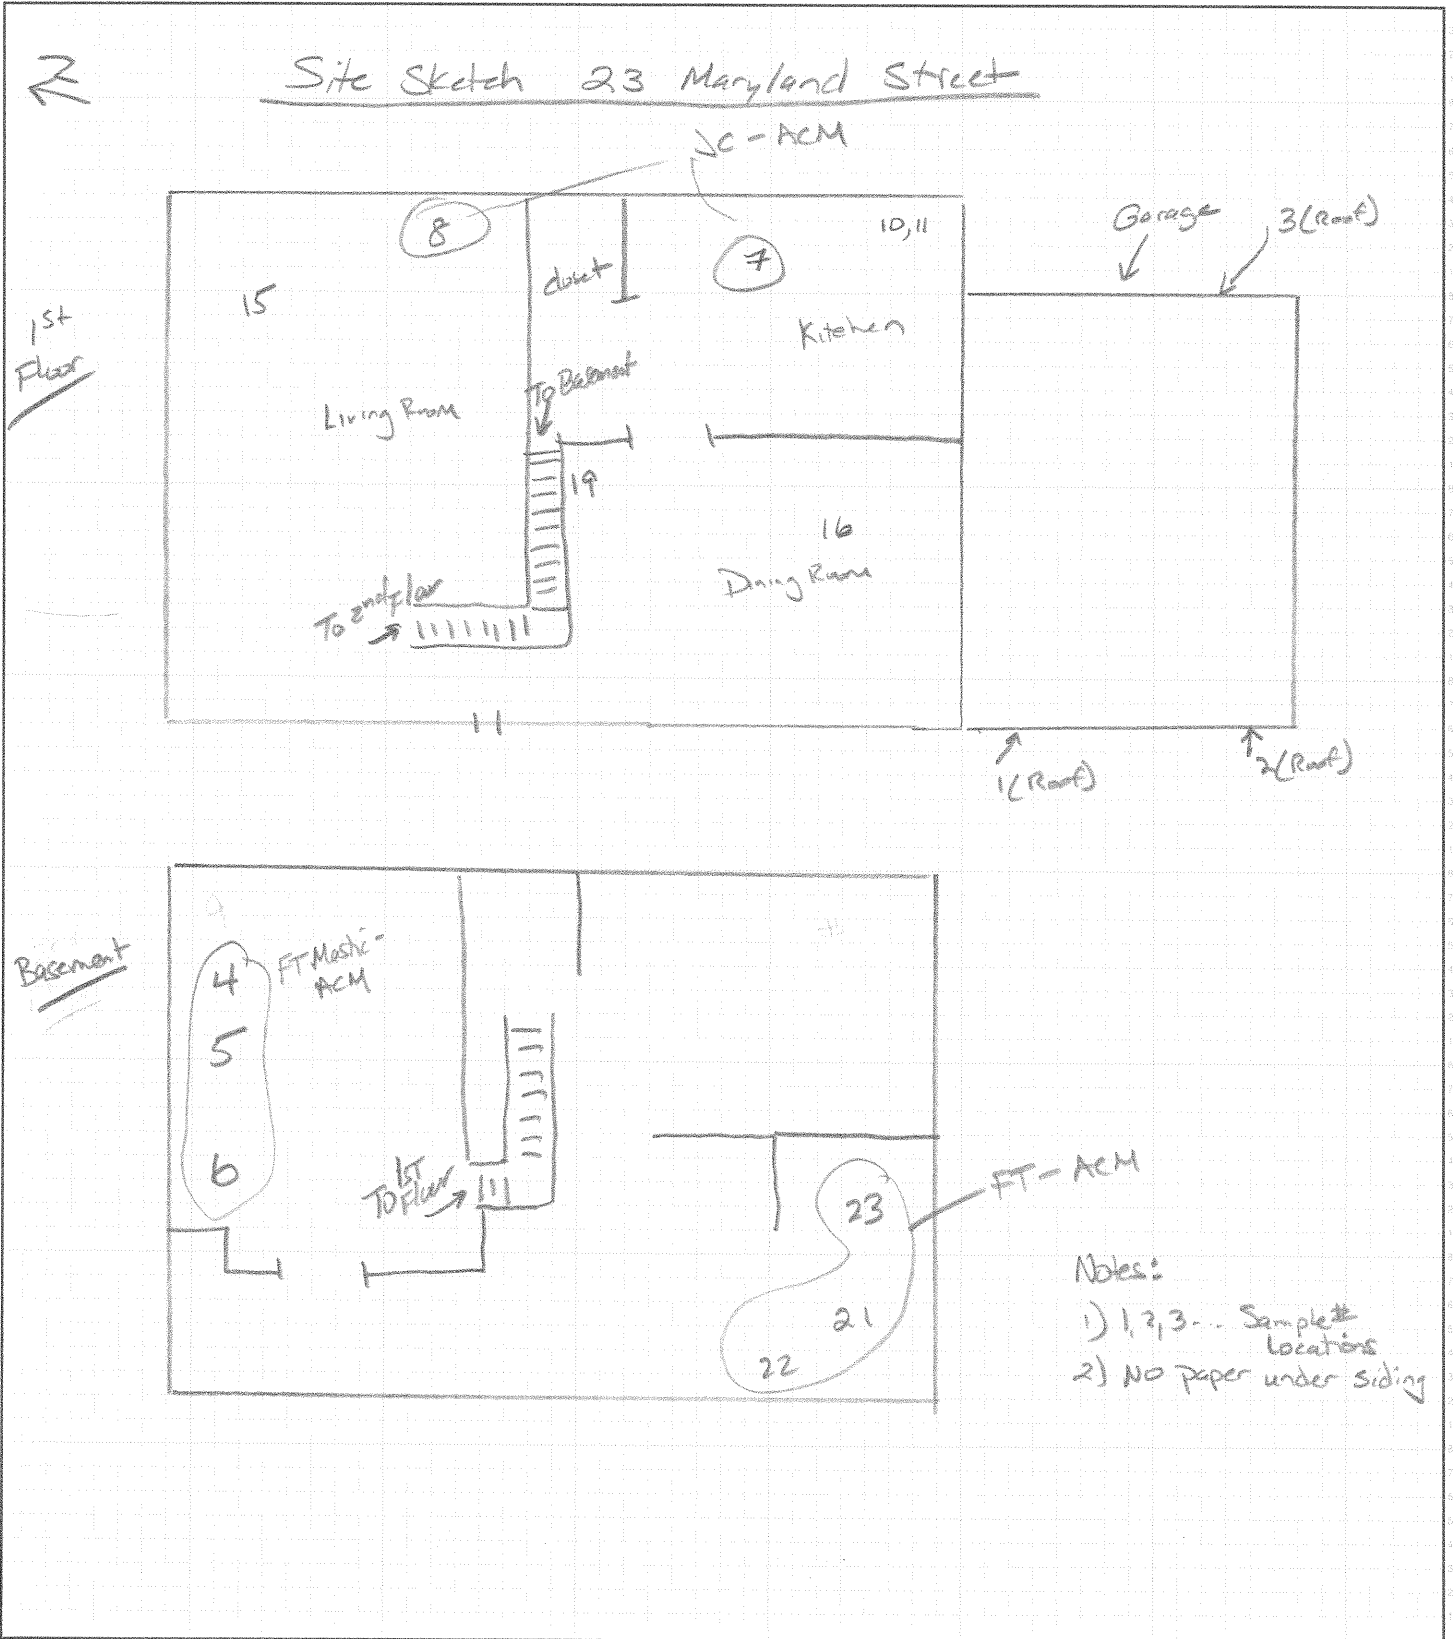 Site Sketch 23 Maryland Street
JC - ACM
8
10, 11
7
closet
15
Kitchen
Garage
3 (Roof)
1st
Floor
To Basement
Living Room
19
16
Dining Room
To 2nd Floor
1 (Roof)
2 (Roof)
Basement
4
FT Mastic -
ACM
5
6
To 1ST
Floor
FT - ACM
23
21
22
Notes:
1) 1, 2, 3 - - Sample #
Locations
2) No paper under siding